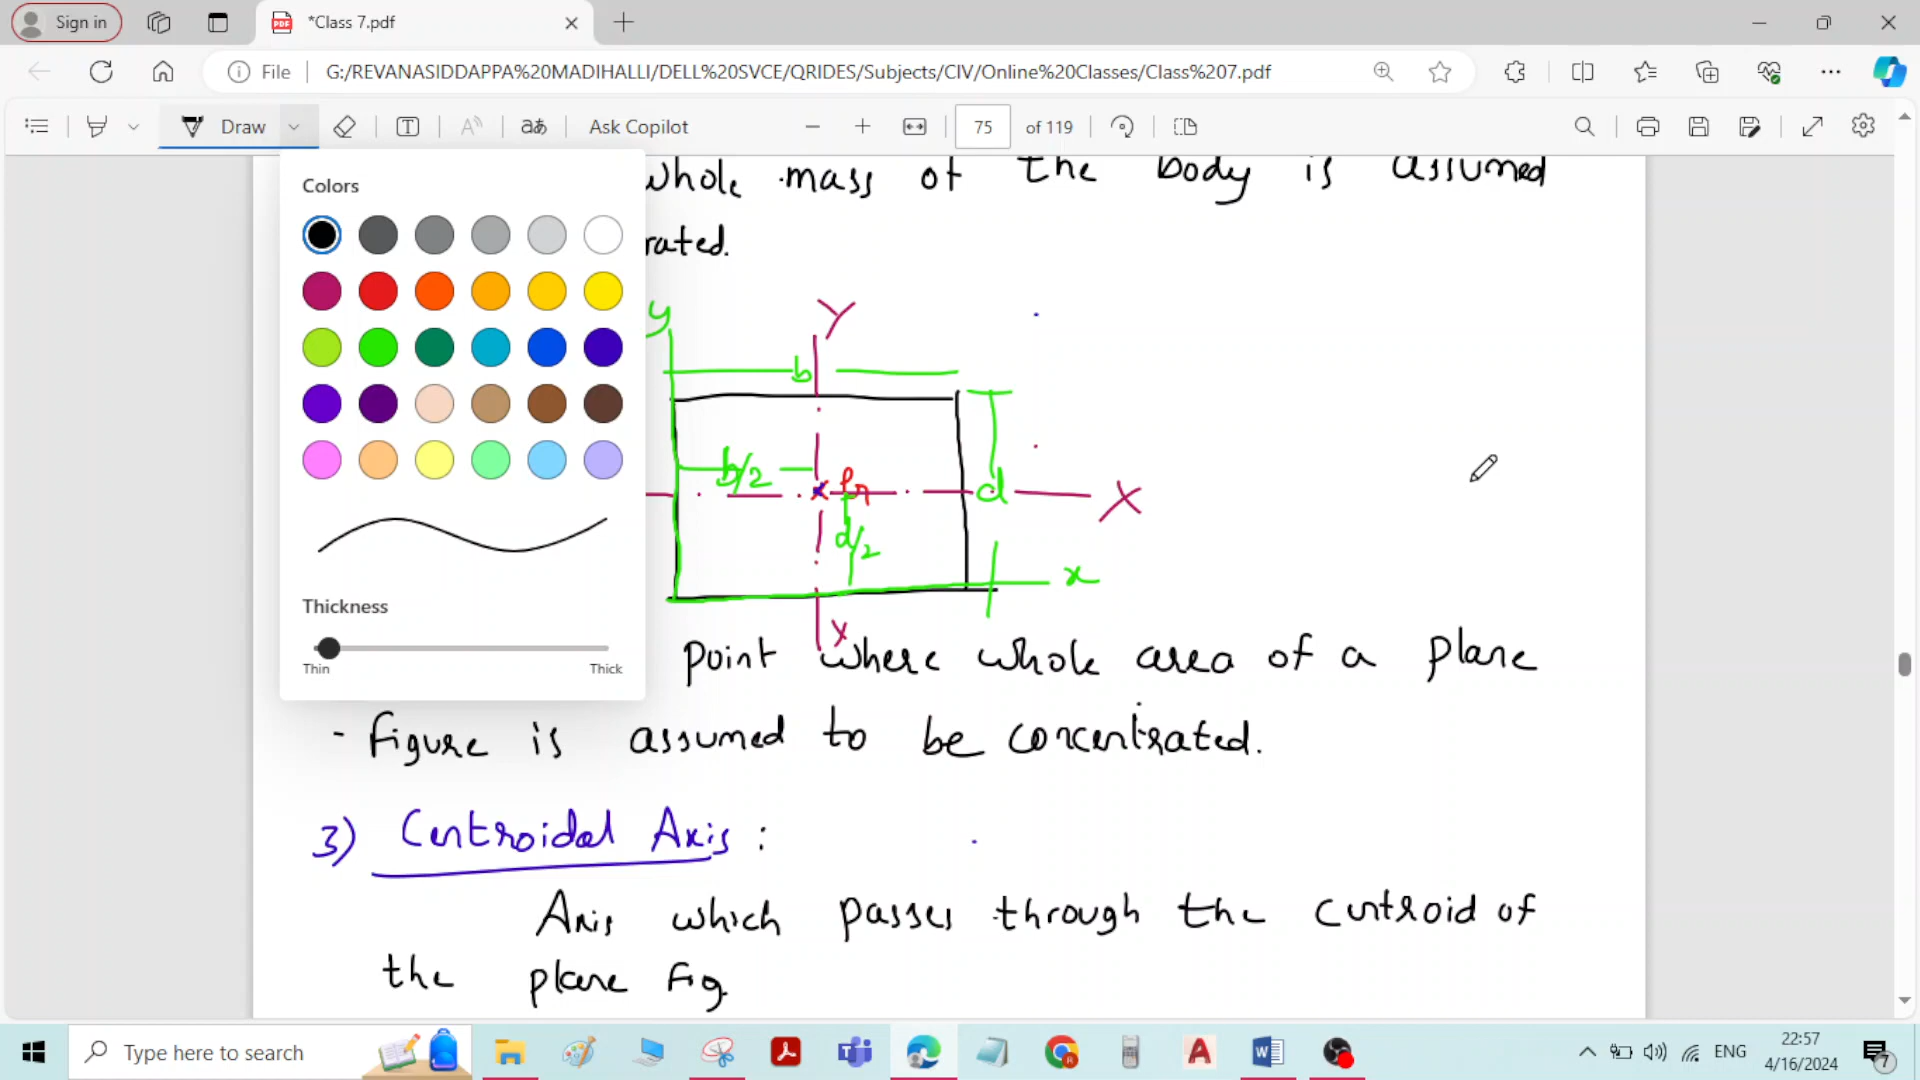 Sign in
*Class 7.pdf
File
G:/REVANASIDDAPPA%20MADIHALLI/DELL%20SVCE/QRIDES/Subjects/CIV/Online%20Classes/Class%207.pdf
Draw
Ask Copilot
75
of 119
Colors
Thickness
Thin
Thick
whole mass of the body is assumed
rated.
y
Y
b
b/2
d
X
d/2
x
point where whole area of a plane
- figure is assumed to be concentrated.
3) Centroidal Axis :
Axis which passes through the centroid of
the plane Fig
Type here to search
ENG
22:57
4/16/2024
7